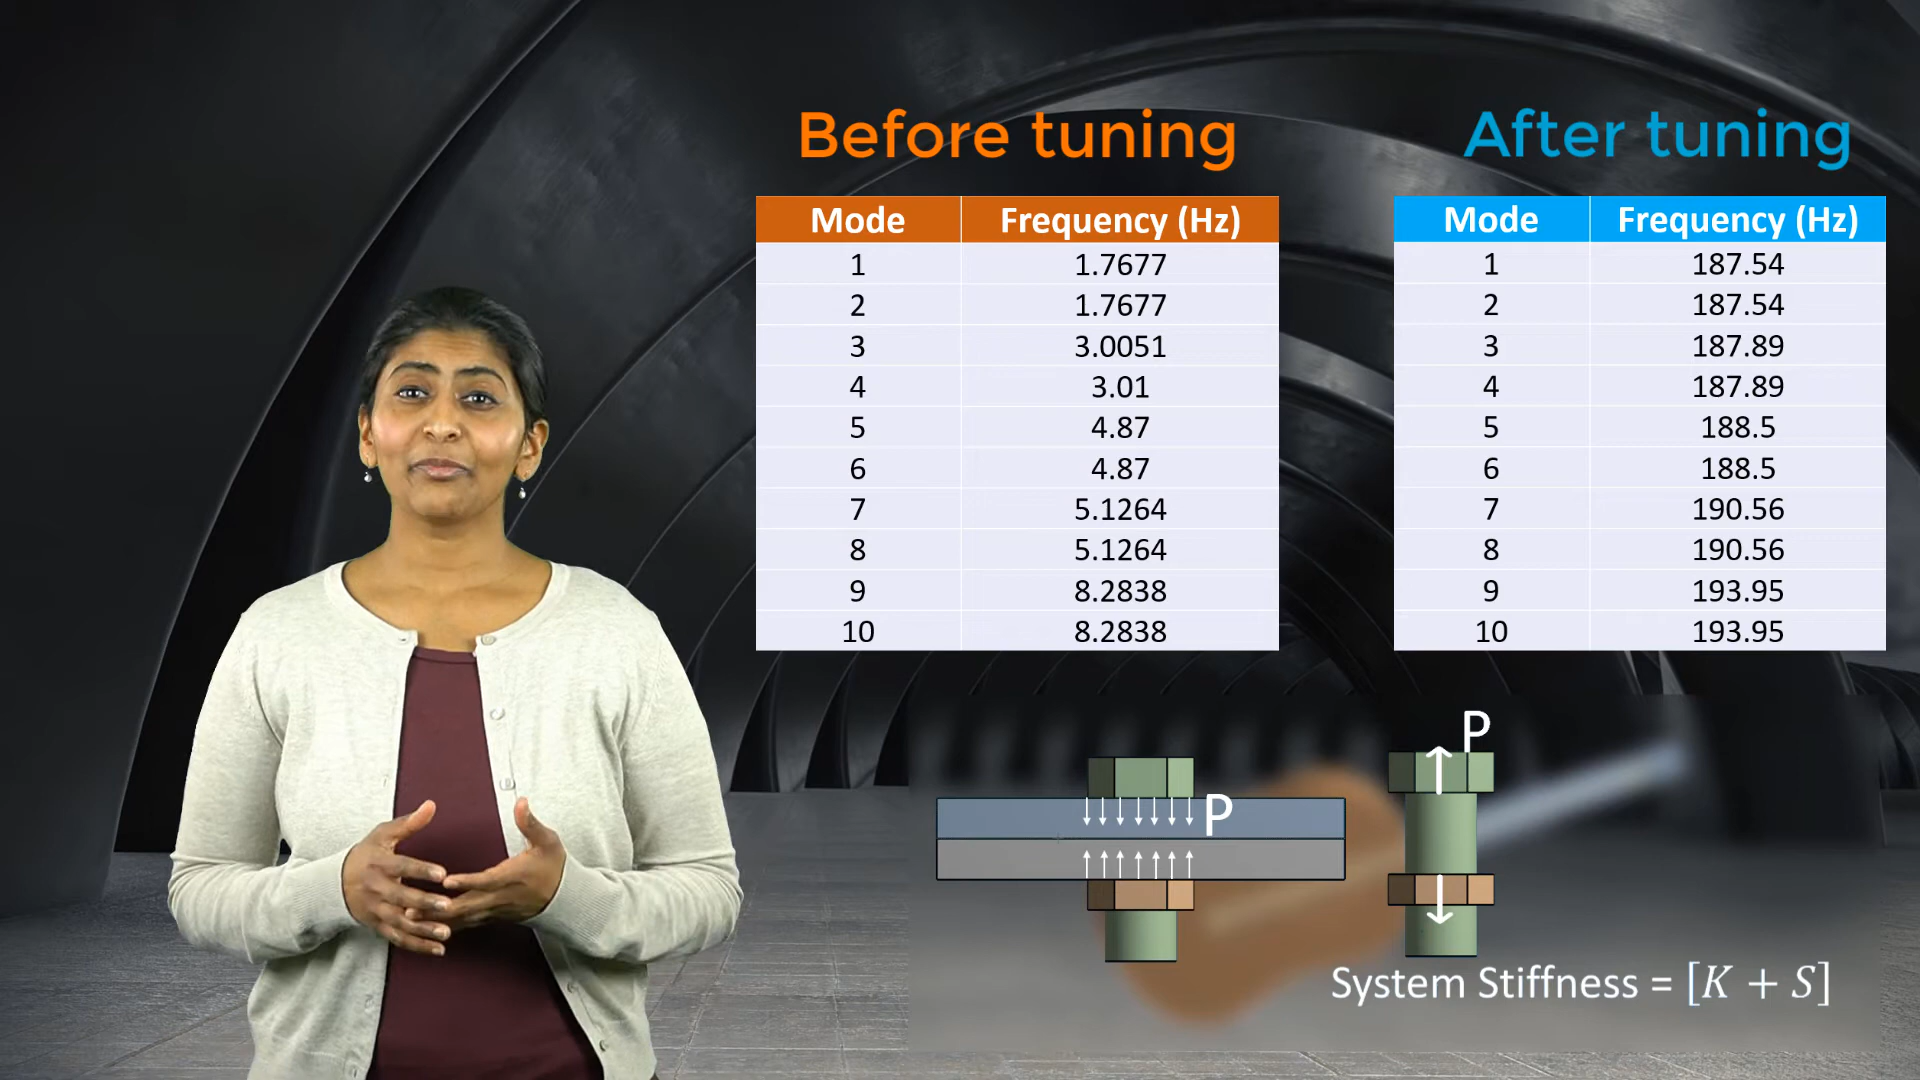 Before tuning
Mode Frequency (Hz)
1 1.7677
2 1.7677
3 3.0051
4 3.01
5 4.87
6 4.87
7 5.1264
8 5.1264
9 8.2838
10 8.2838
After tuning
Mode Frequency (Hz)
1 187.54
2 187.54
3 187.89
4 187.89
5 188.5
6 188.5
7 190.56
8 190.56
9 193.95
10 193.95
P
P
System Stiffness = [K + S]